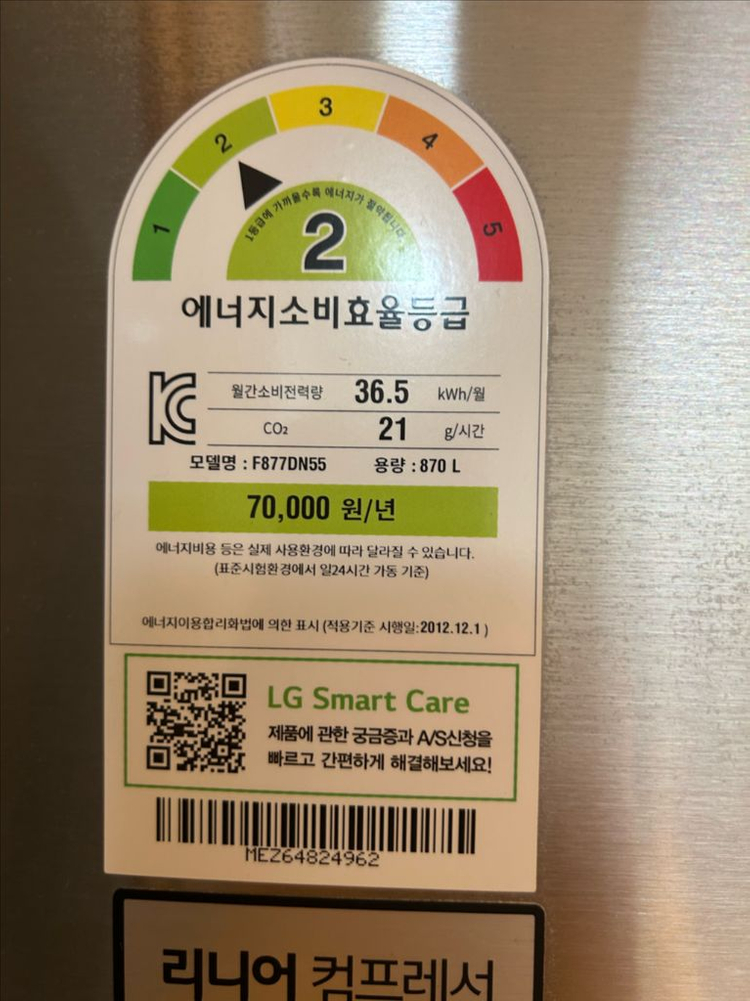 1 2 3 4 5
1등급에 가까울수록 에너지가 절약됩니다.
2
에너지소비효율등급
월간소비전력량 36.5 kWh/월
CO₂ 21 g/시간
모델명 : F877DN55 용량 : 870 L
70,000 원/년
에너지비용 등은 실제 사용환경에 따라 달라질 수 있습니다.
(표준시험환경에서 일24시간 가동 기준)
에너지이용합리화법에 의한 표시 (적용기준 시행일:2012.12.1 )
LG Smart Care
제품에 관한 궁금증과 A/S신청을
빠르고 간편하게 해결해보세요!
MEZ64824962
리니어 컴프레서